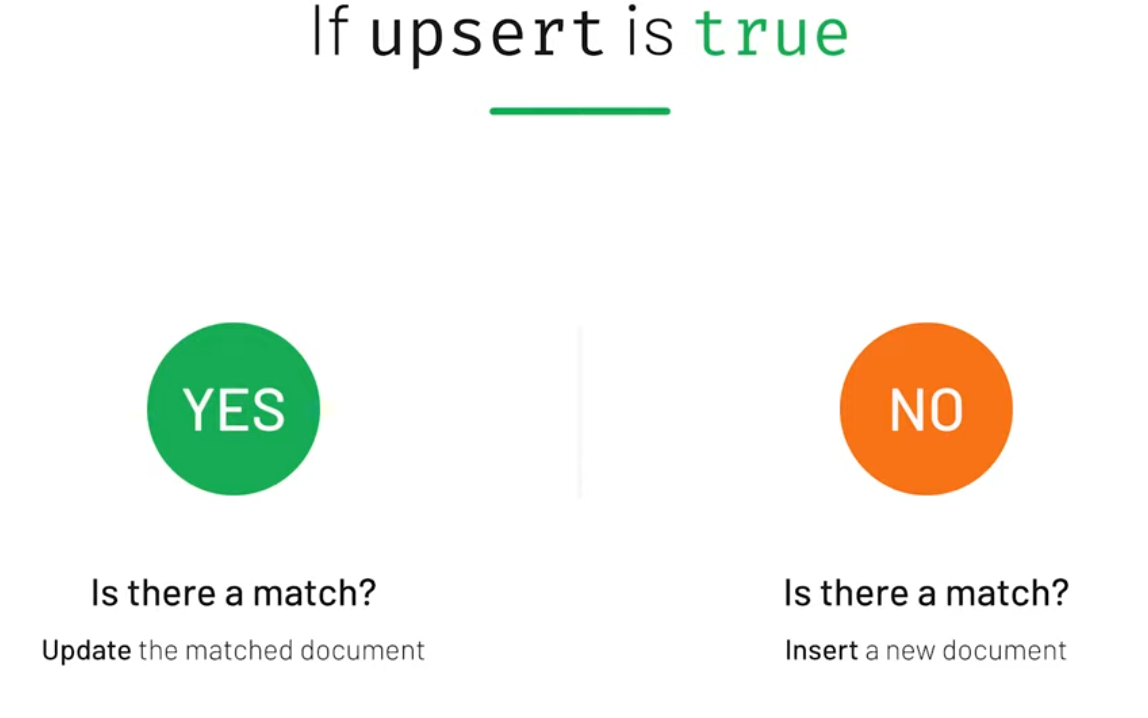 If upsert is true
YES
Is there a match?
Update the matched document
NO
Is there a match?
Insert a new document